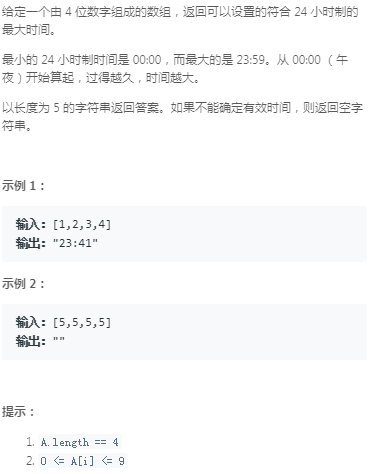 给定一个由 4 位数字组成的数组，返回可以设置的符合 24 小时制的
最大时间。
最小的 24 小时制时间是 00:00，而最大的是 23:59。从 00:00 （午
夜）开始算起，过得越久，时间越大。
以长度为 5 的字符串返回答案。如果不能确定有效时间，则返回空字
符串。
示例 1：
输入：[1,2,3,4]
输出："23:41"
示例 2：
输入：[5,5,5,5]
输出：""
提示：
1. A.length == 4
2. 0 <= A[i] <= 9